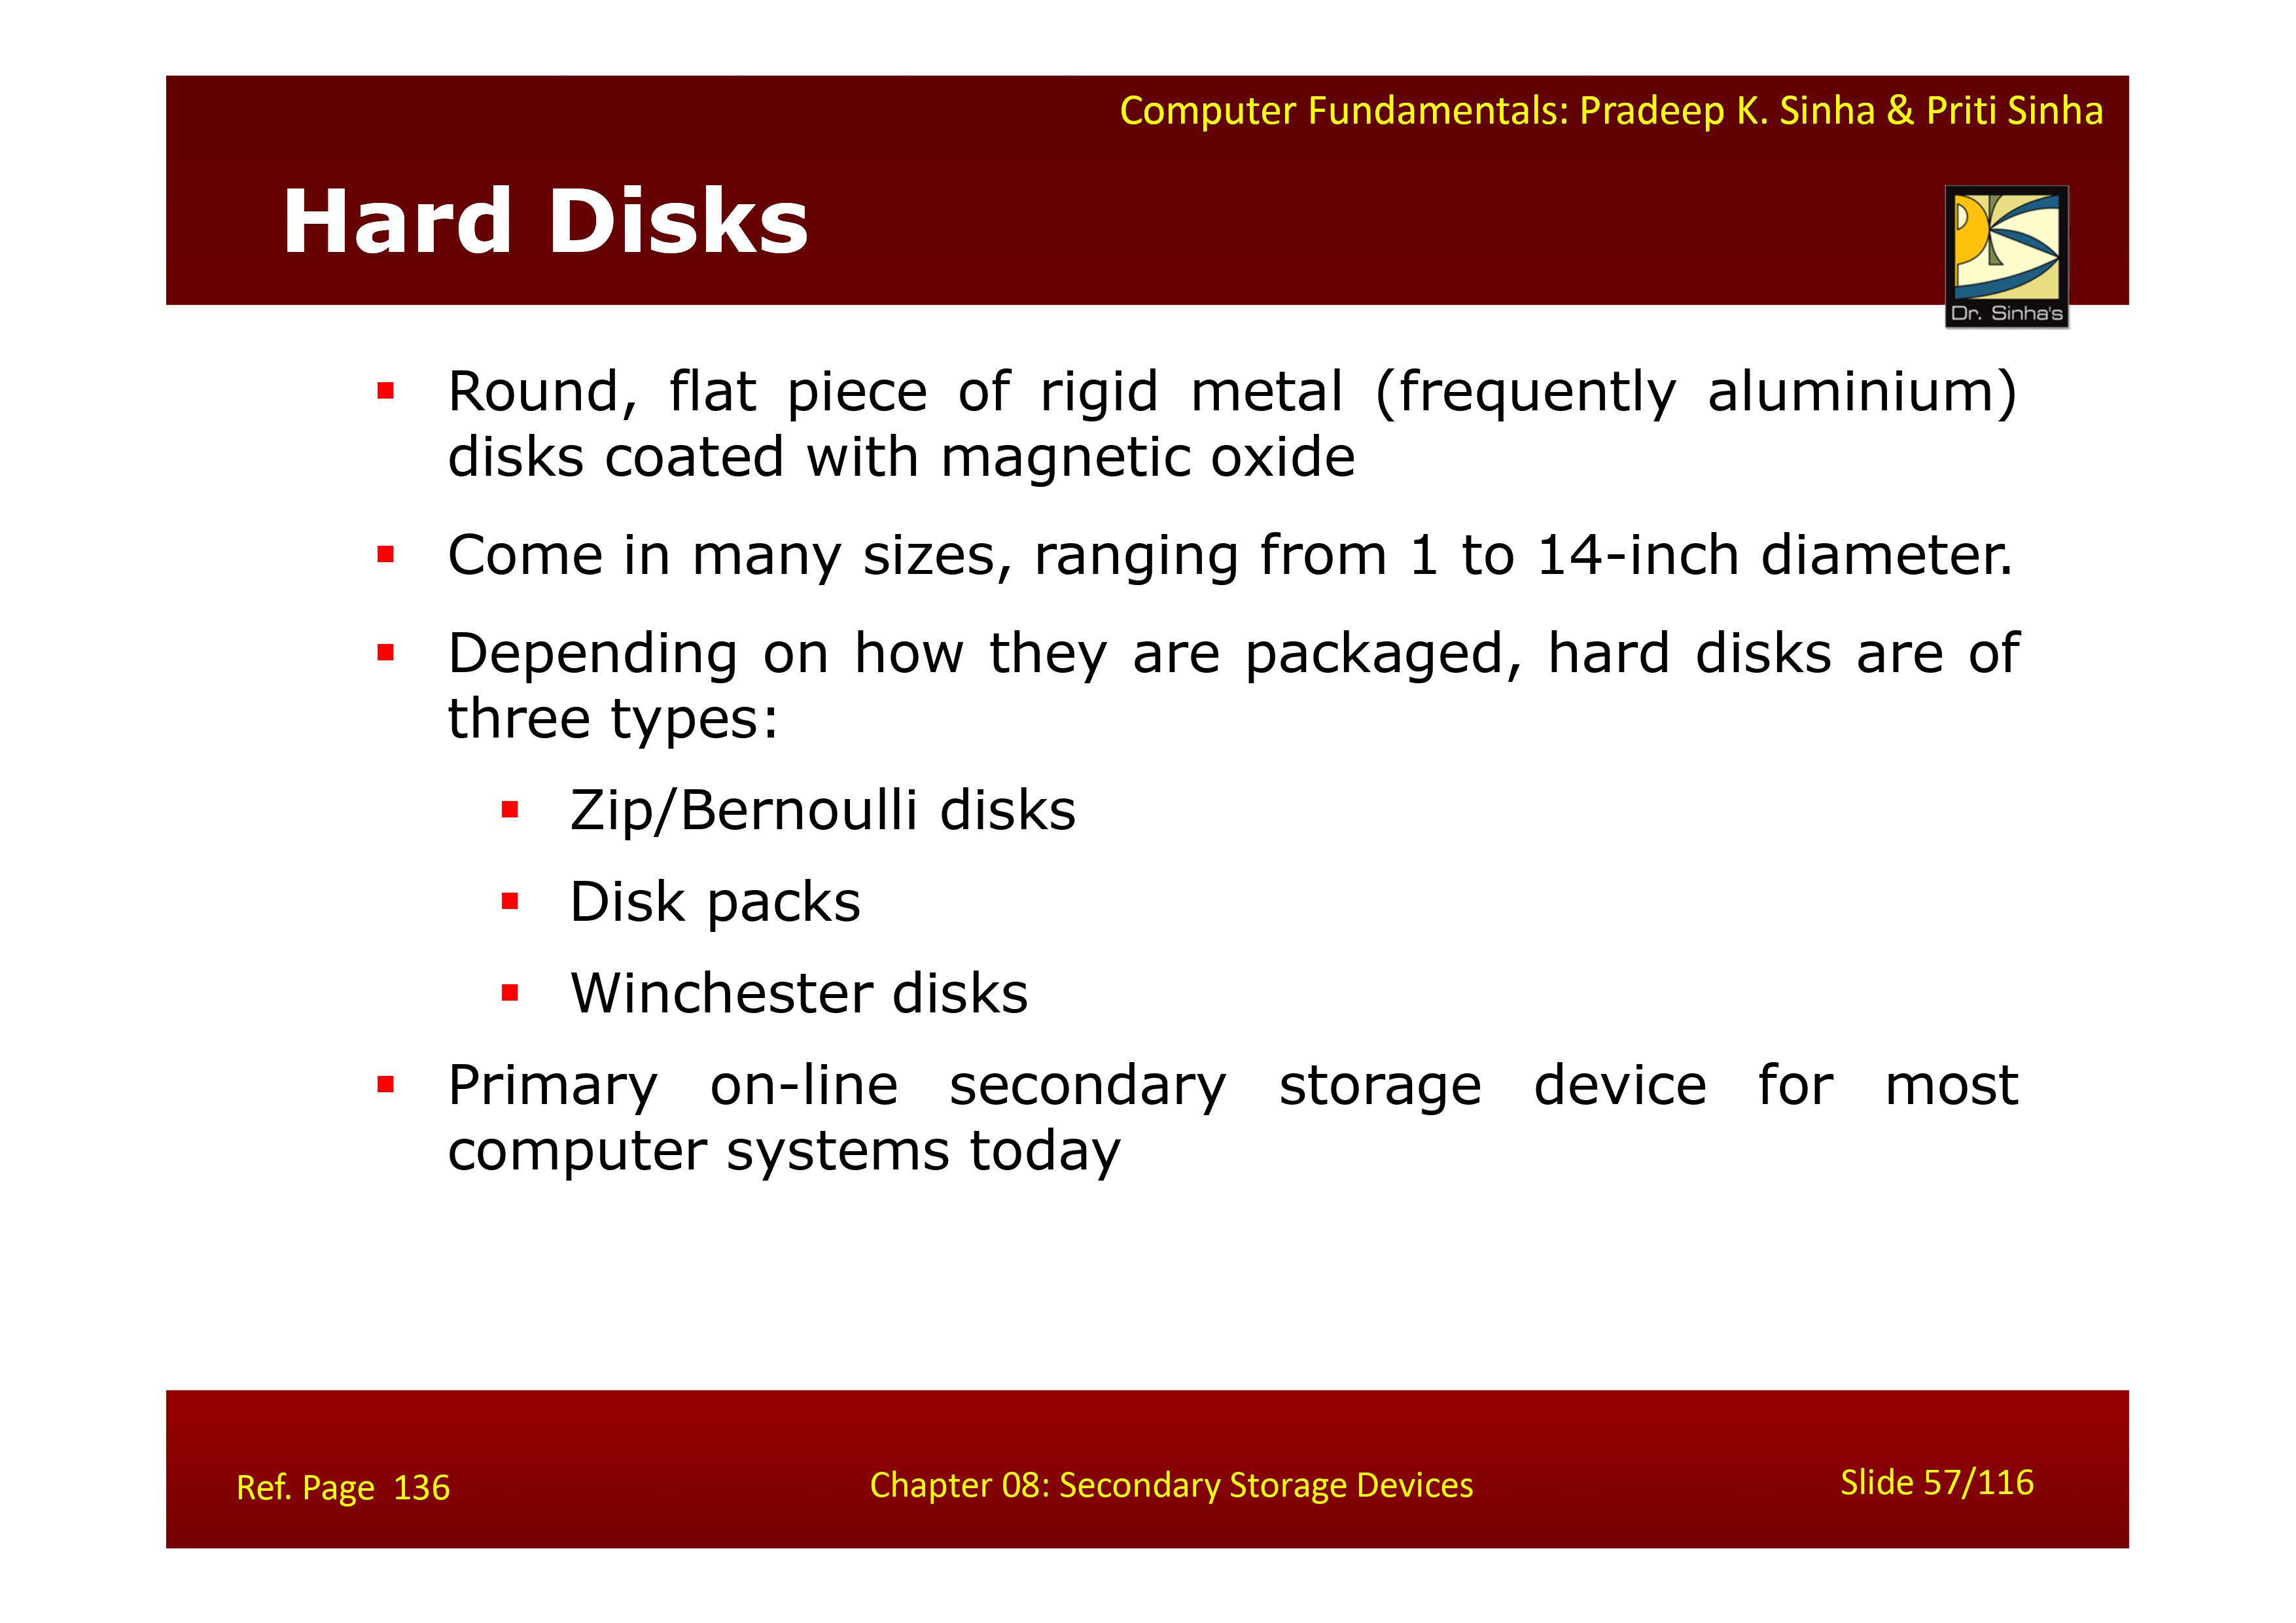 Computer Fundamentals: Pradeep K. Sinha & Priti Sinha
Hard Disks
Dr. Sinha's
Round, flat piece of rigid metal (frequently aluminium)
disks coated with magnetic oxide
Come in many sizes, ranging from 1 to 14-inch diameter.
Depending on how they are packaged, hard disks are of
three types:
Zip/Bernoulli disks
Disk packs
Winchester disks
Primary on-line secondary storage device for most
computer systems today
Ref. Page 136
Chapter 08: Secondary Storage Devices
Slide 57/116